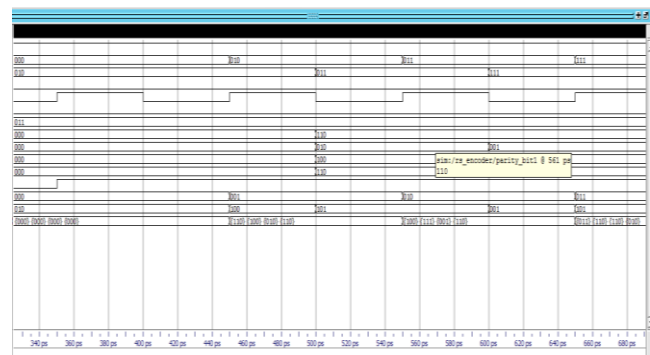 000 010 011 111
010 011 111
011
000 110
000 010 001
000 100
sim:/rs_encoder/parity_bit1 @ 561 ps
000 110
110
000 001 010 011
010 100 101 001 101
{000} {000} {000} {000} {110} {100} {010} {110} {100} {111} {001} {110} {011} {110} {110} {010}
340 ps 360 ps 380 ps 400 ps 420 ps 440 ps 460 ps 480 ps 500 ps 520 ps 540 ps 560 ps 580 ps 600 ps 620 ps 640 ps 660 ps 680 ps